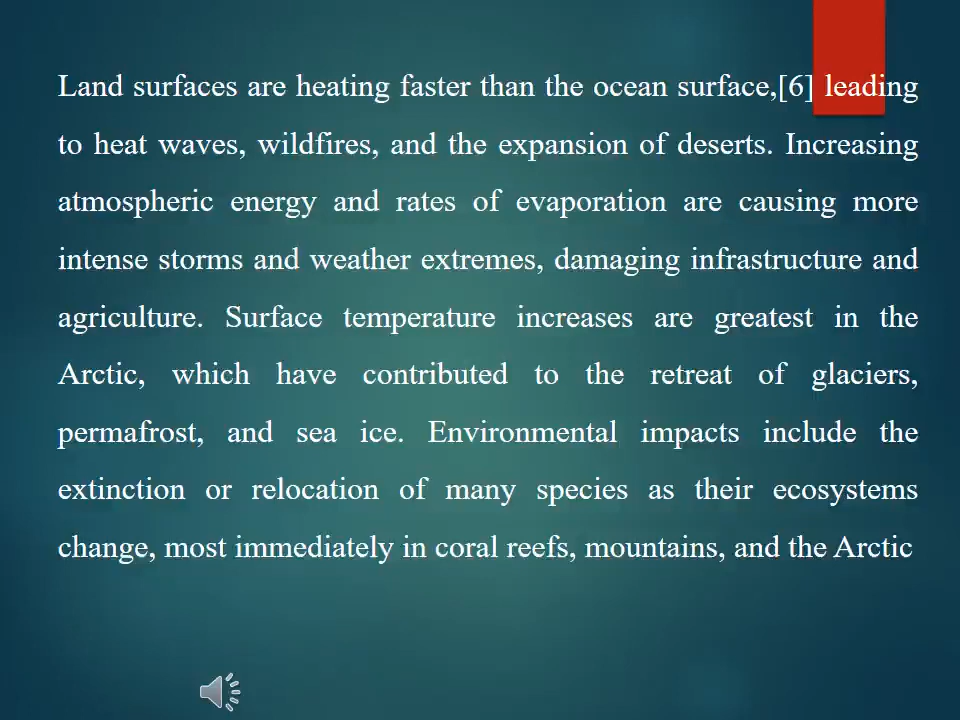 Land surfaces are heating faster than the ocean surface,[6] leading
to heat waves, wildfires, and the expansion of deserts. Increasing
atmospheric energy and rates of evaporation are causing more
intense storms and weather extremes, damaging infrastructure and
agriculture. Surface temperature increases are greatest in the
Arctic, which have contributed to the retreat of glaciers,
permafrost, and sea ice. Environmental impacts include the
extinction or relocation of many species as their ecosystems
change, most immediately in coral reefs, mountains, and the Arctic